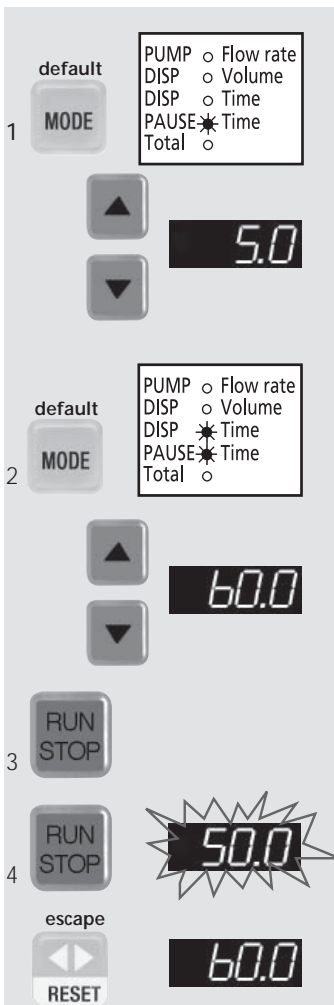 default
1 MODE
PUMP Flow rate
DISP Volume
DISP Time
PAUSE Time
Total
5.0
default
2 MODE
PUMP Flow rate
DISP Volume
DISP Time
PAUSE Time
Total
60.0
3 RUN
STOP
4 RUN
STOP
50.0
escape
RESET
60.0